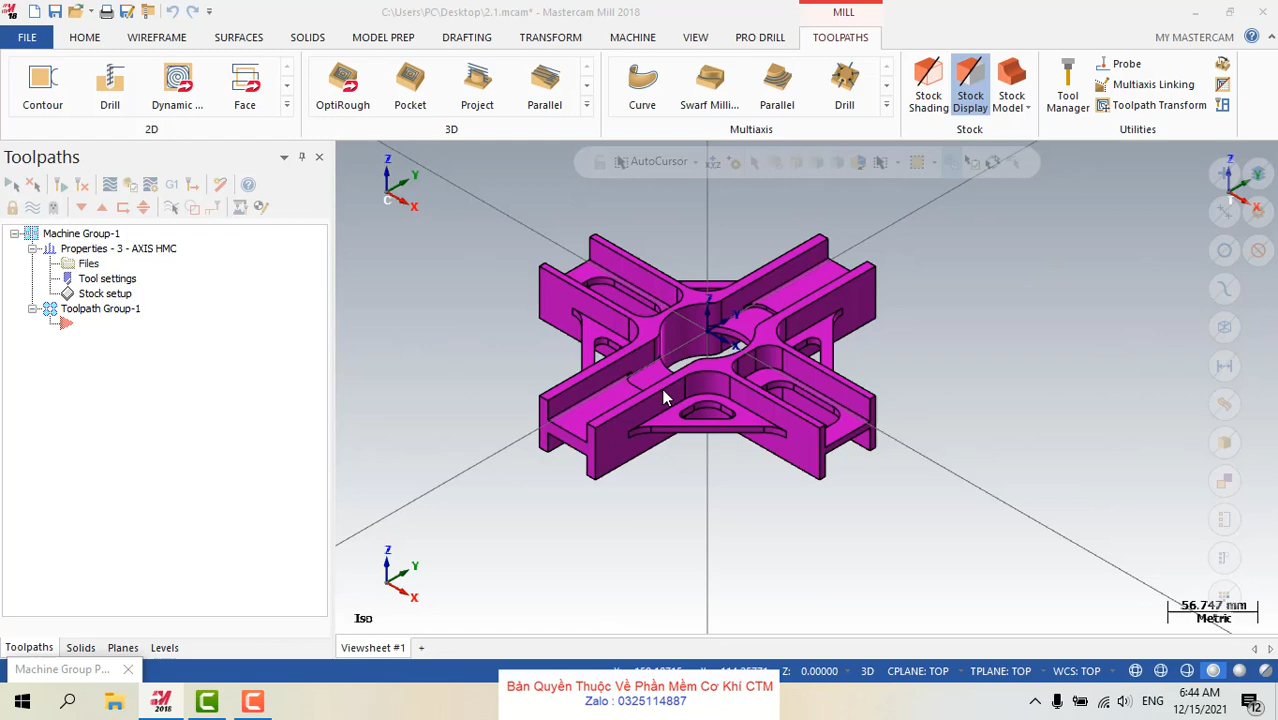 C:\Users\PC\Desktop\2.1.mcam* - Mastercam Mill 2018
MILL
FILE HOME WIREFRAME SURFACES SOLIDS MODEL PREP DRAFTING TRANSFORM MACHINE VIEW PRO DRILL TOOLPATHS MY MASTERCAM
Contour Drill Dynamic ... Face OptiRough Pocket Project Parallel Curve Swarf Milli... Parallel Drill Stock Shading Stock Display Stock Model Tool Manager Probe
Multiaxis Linking
Toolpath Transform
2D 3D Multiaxis Stock Utilities
Toolpaths
AutoCursor
Machine Group-1
Properties - 3 - AXIS HMC
Files
Tool settings
Stock setup
Toolpath Group-1
Z
Y
X
C
Z
Y
X
T
Z
Y
X
Z
Y
X
Iso
56.747 mm
Metric
Toolpaths Solids Planes Levels
Viewsheet #1 +
Machine Group P...
Z: 0.00000 3D CPLANE: TOP TPLANE: TOP WCS: TOP
Bản Quyền Thuộc Về Phần Mềm Cơ Khí CTM
Zalo : 0325114887
2018
ENG
6:44 AM
12/15/2021
12